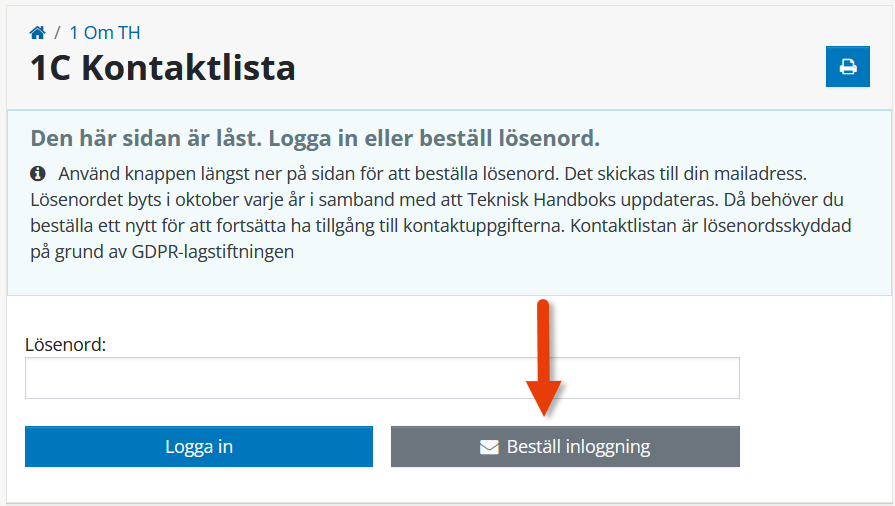 / 1 Om TH
1C Kontaktlista
Den här sidan är låst. Logga in eller beställ lösenord.
Använd knappen längst ner på sidan för att beställa lösenord. Det skickas till din mailadress.
Lösenordet byts i oktober varje år i samband med att Teknisk Handboks uppdateras. Då behöver du
beställa ett nytt för att fortsätta ha tillgång till kontaktuppgifterna. Kontaktlistan är lösenordsskyddad
på grund av GDPR-lagstiftningen
Lösenord:
Logga in
Beställ inloggning